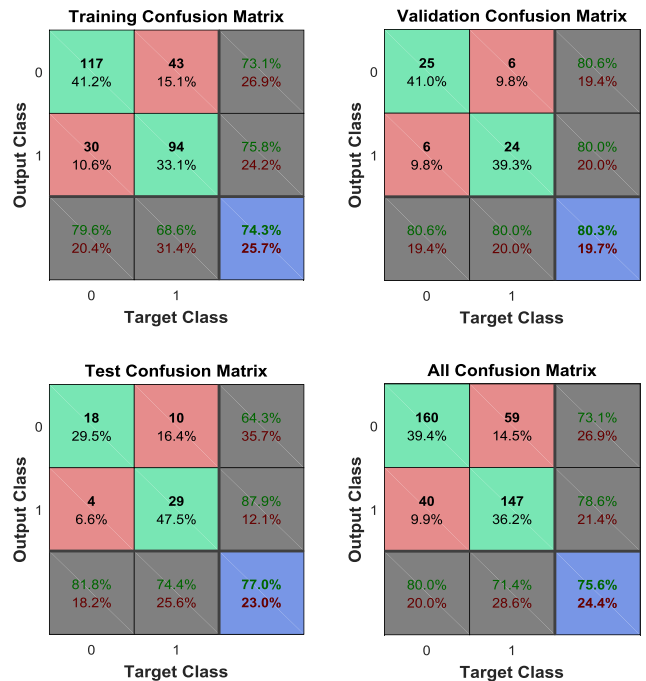 Training Confusion Matrix
117 43 73.1%
0
41.2% 15.1% 26.9%
30 94 75.8%
1
10.6% 33.1% 24.2%
79.6% 68.6% 74.3%
20.4% 31.4% 25.7%
0 1
Target Class
Output Class
Validation Confusion Matrix
25 6 80.6%
0
41.0% 9.8% 19.4%
6 24 80.0%
1
9.8% 39.3% 20.0%
80.6% 80.0% 80.3%
19.4% 20.0% 19.7%
0 1
Target Class
Output Class
Test Confusion Matrix
18 10 64.3%
0
29.5% 16.4% 35.7%
4 29 87.9%
1
6.6% 47.5% 12.1%
81.8% 74.4% 77.0%
18.2% 25.6% 23.0%
0 1
Target Class
Output Class
All Confusion Matrix
160 59 73.1%
0
39.4% 14.5% 26.9%
40 147 78.6%
1
9.9% 36.2% 21.4%
80.0% 71.4% 75.6%
20.0% 28.6% 24.4%
0 1
Target Class
Output Class